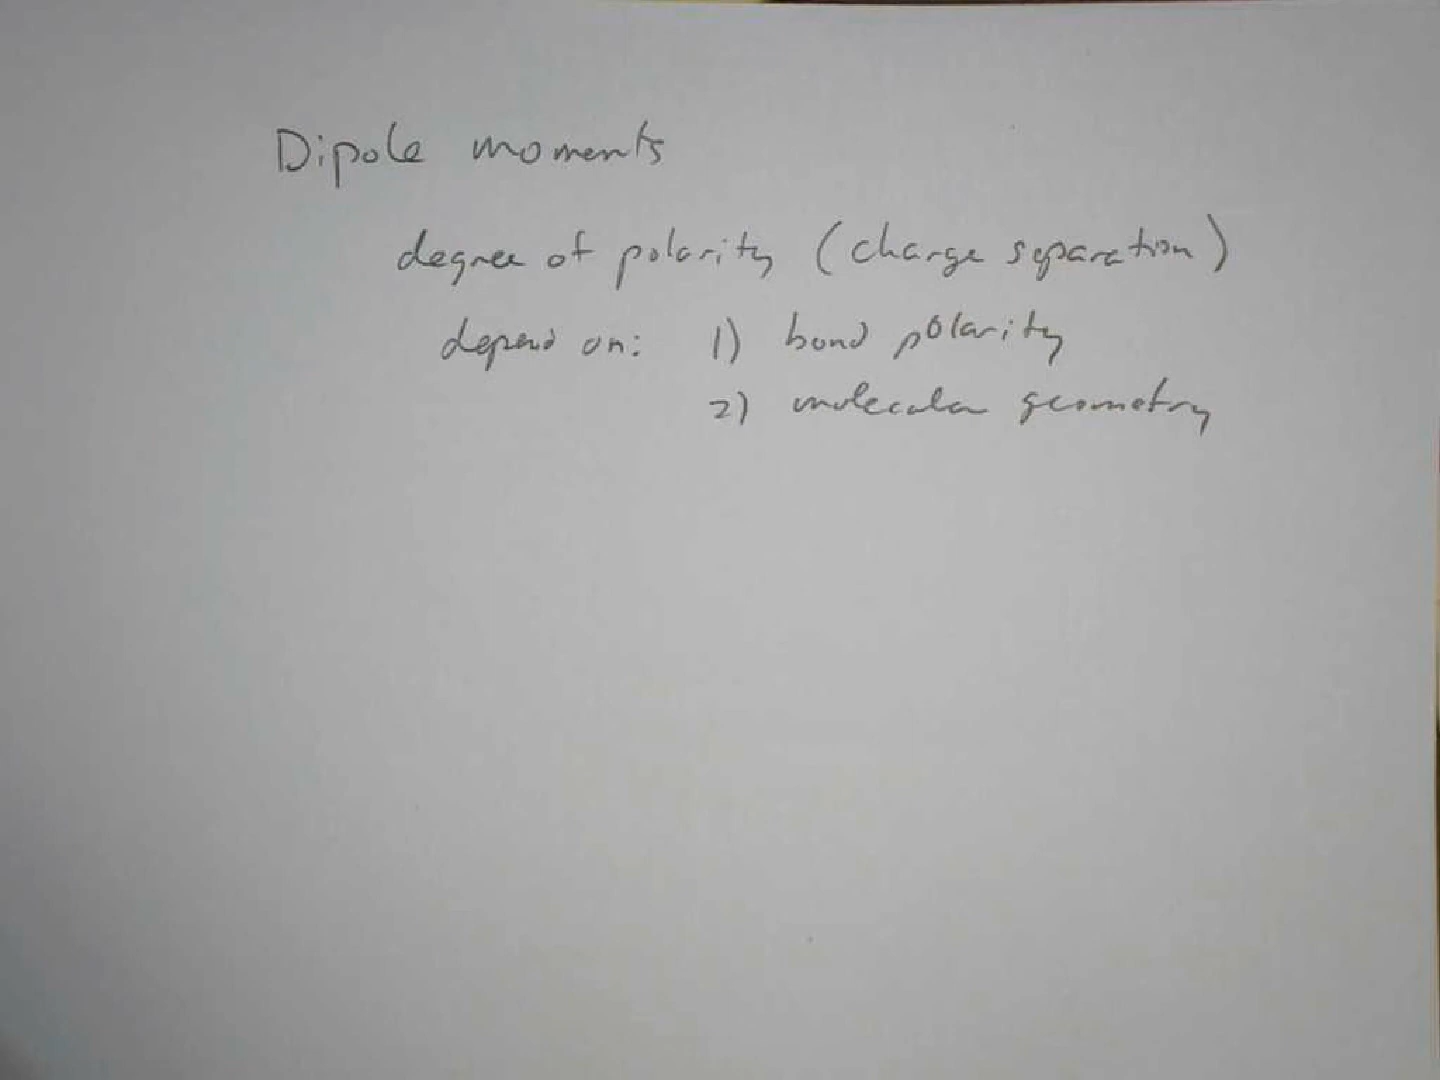 Dipole moments
degree of polarity (charge separation)
depend on: 1) bond polarity
2) molecular geometry